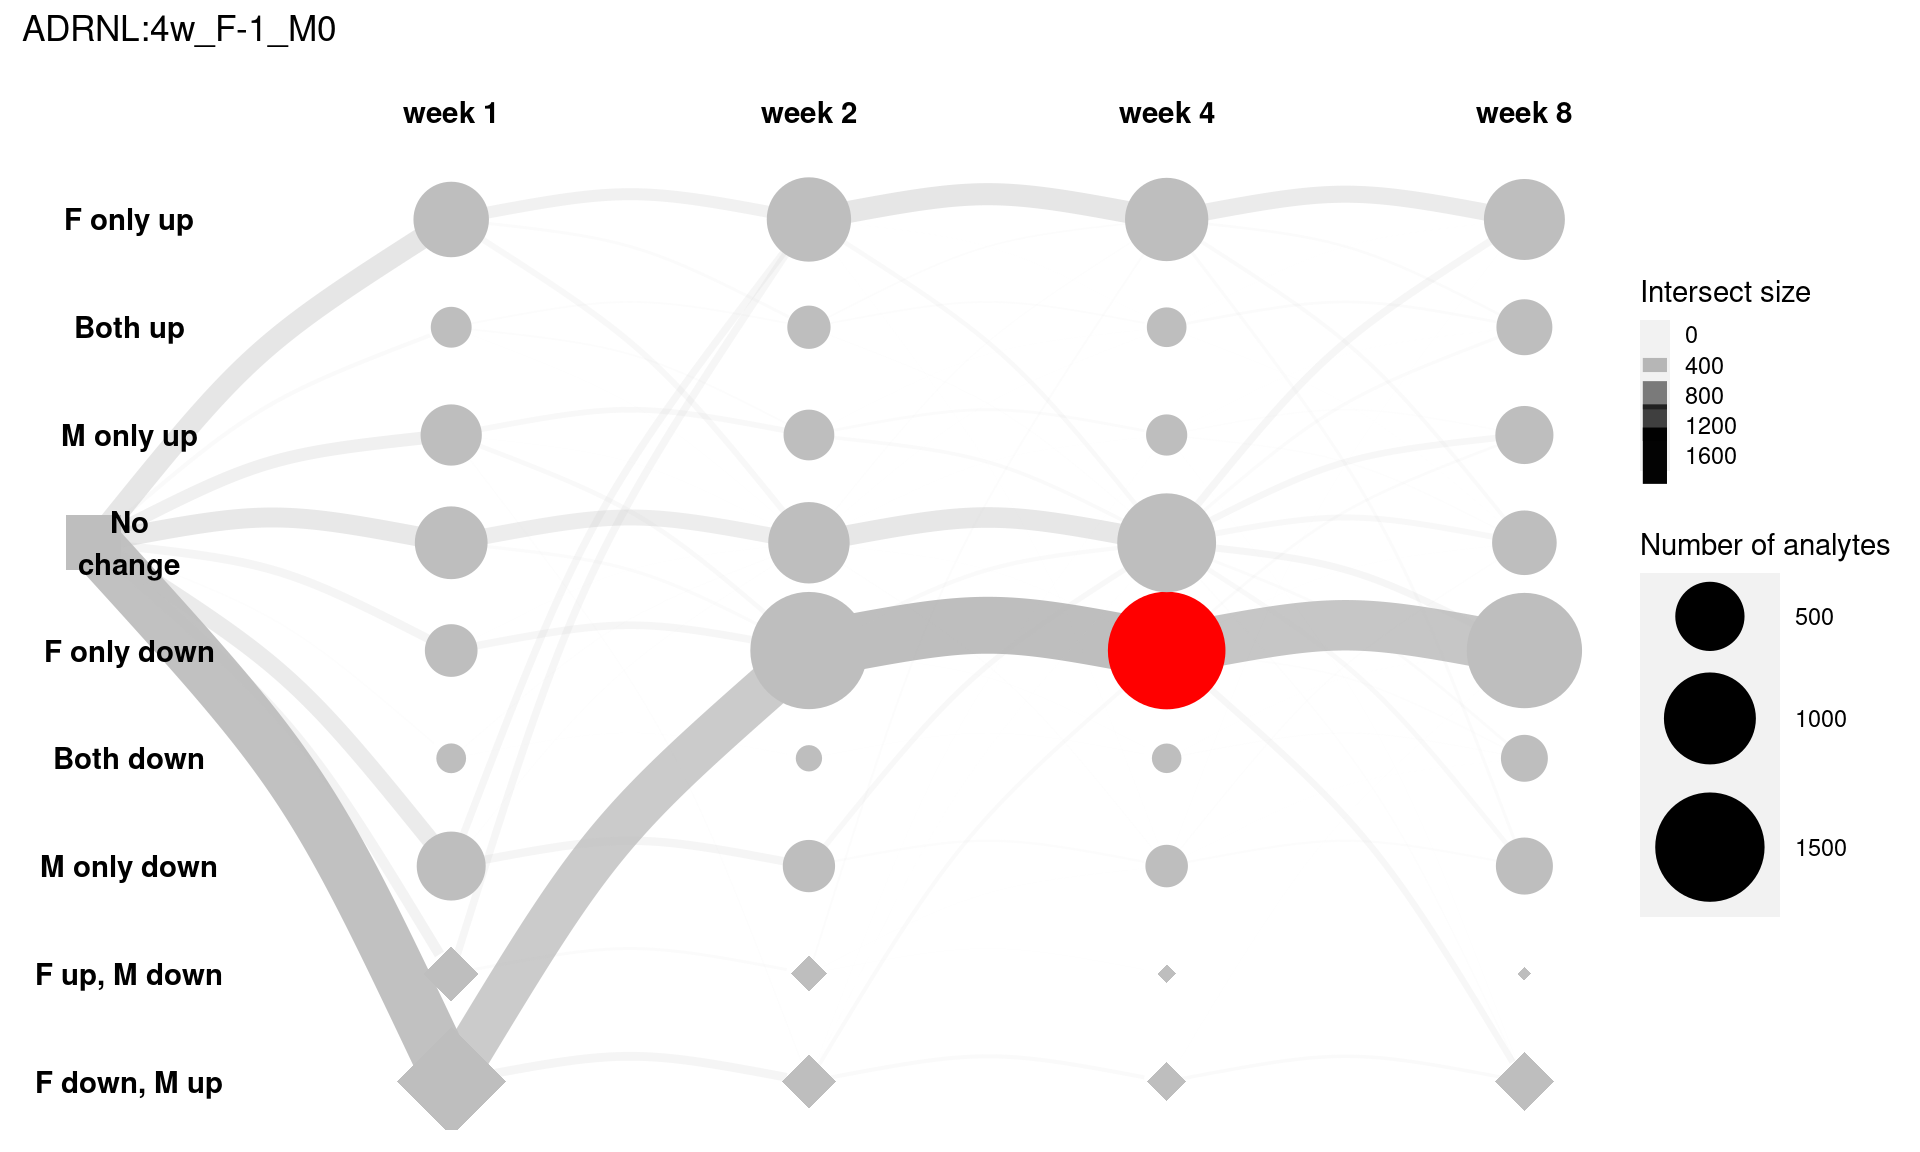 ADRNL:4w_F-1_M0
week 1
week 2
week 4
week 8
F only up
Both up
M only up
No
change
F only down
Both down
M only down
F up, M down
F down, M up
Intersect size
0
400
800
1200
1600
Number of analytes
500
1000
1500